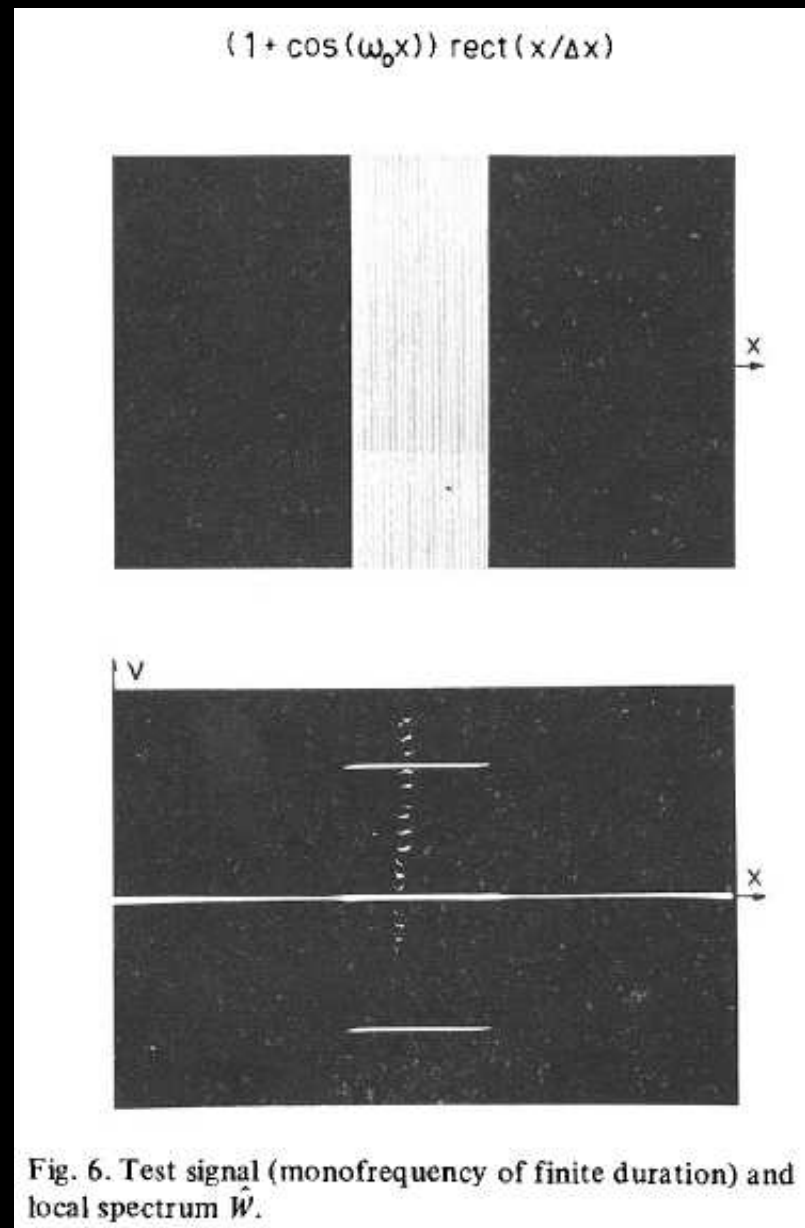 (1+cos(ω₀x)) rect(x/Δx)
x
ν
x
Fig. 6. Test signal (monofrequency of finite duration) and
local spectrum Ŵ.